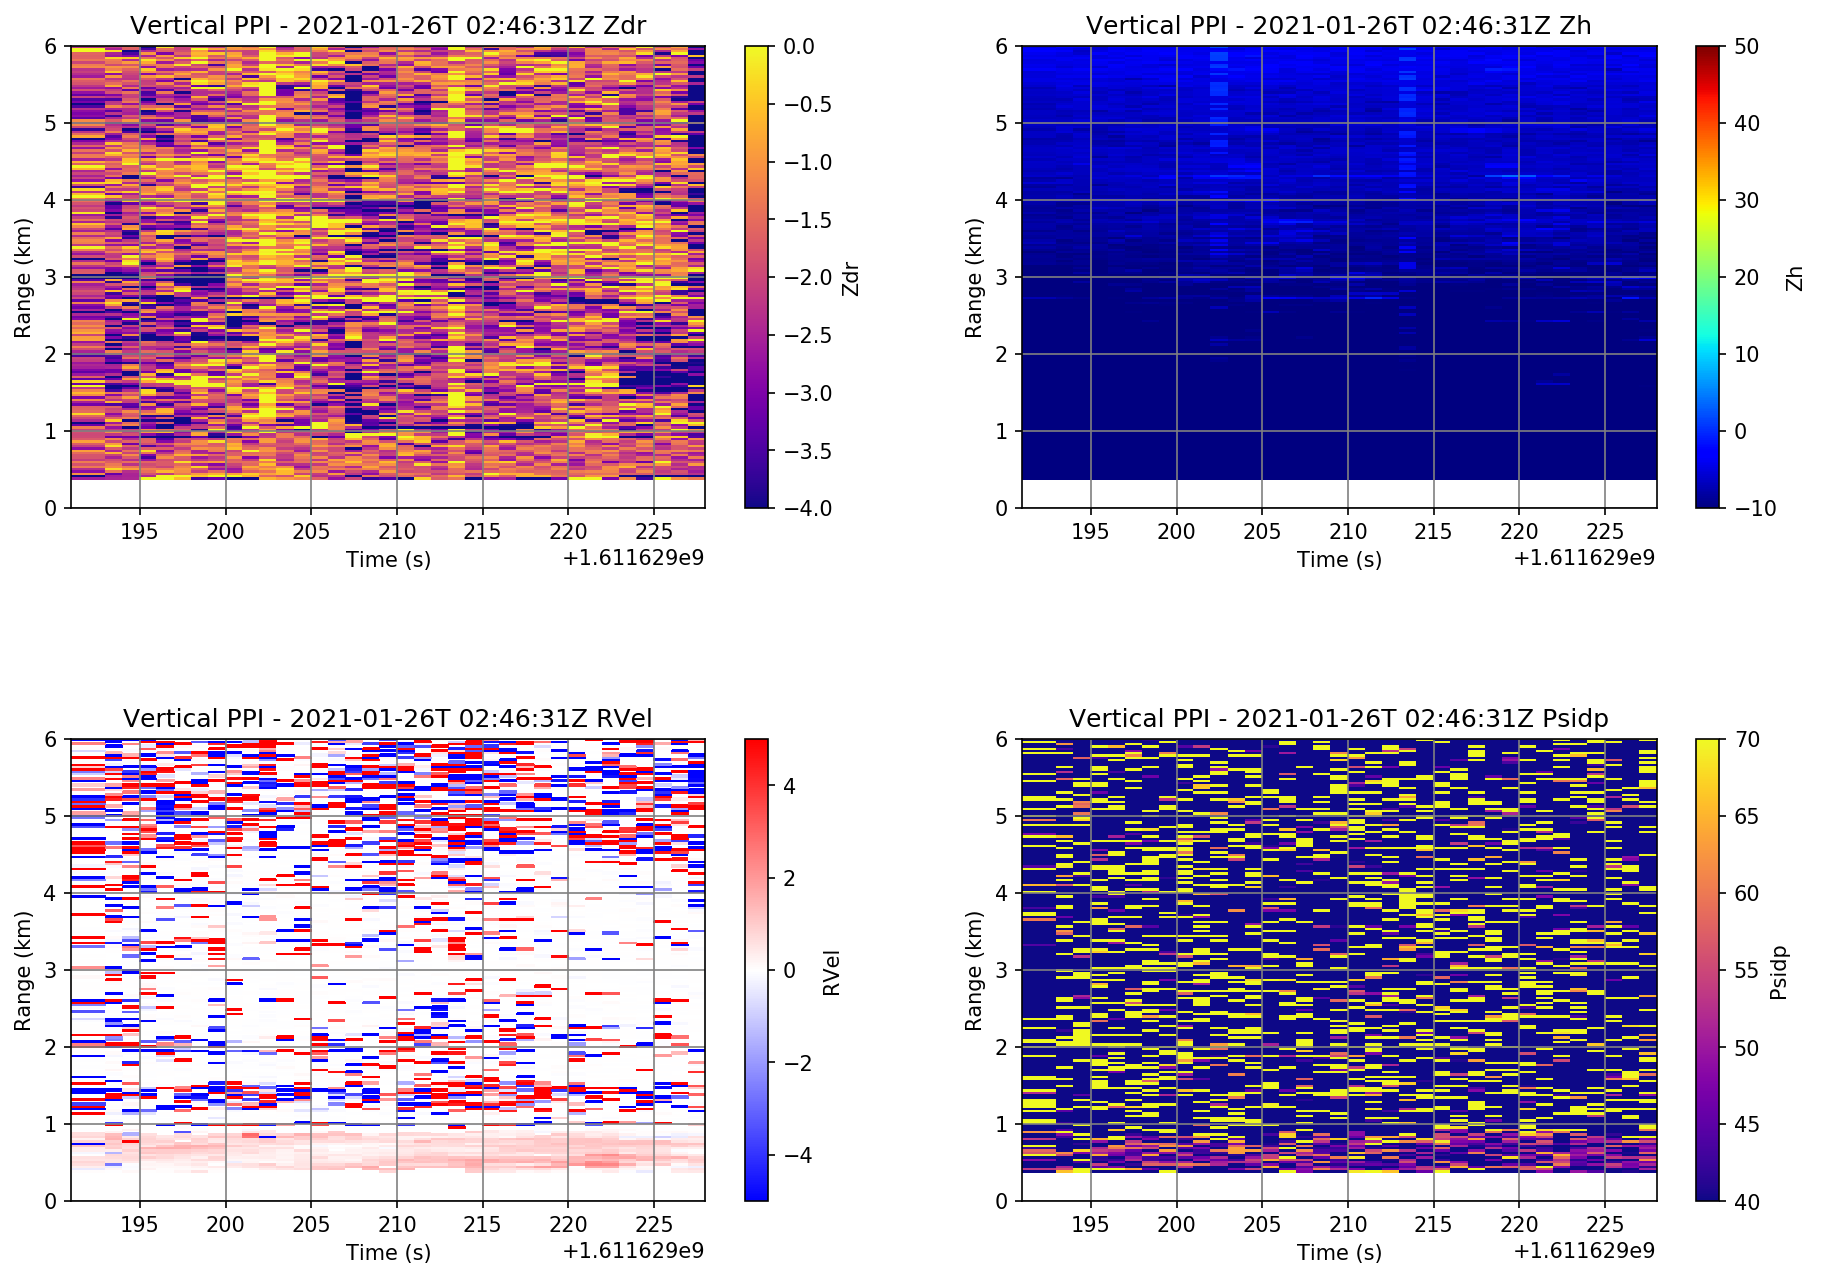 Vertical PPI - 2021-01-26T 02:46:31Z Zdr
6
5
4
3
2
1
0
Range (km)
195 200 205 210 215 220 225
Time (s)
+1.611629e9
0.0
−0.5
−1.0
−1.5
−2.0
−2.5
−3.0
−3.5
−4.0
Zdr
Vertical PPI - 2021-01-26T 02:46:31Z Zh
6
5
4
3
2
1
0
Range (km)
195 200 205 210 215 220 225
Time (s)
+1.611629e9
50
40
30
20
10
0
−10
Zh
Vertical PPI - 2021-01-26T 02:46:31Z RVel
6
5
4
3
2
1
0
Range (km)
195 200 205 210 215 220 225
Time (s)
+1.611629e9
4
2
0
−2
−4
RVel
Vertical PPI - 2021-01-26T 02:46:31Z Psidp
6
5
4
3
2
1
0
Range (km)
195 200 205 210 215 220 225
Time (s)
+1.611629e9
70
65
60
55
50
45
40
Psidp